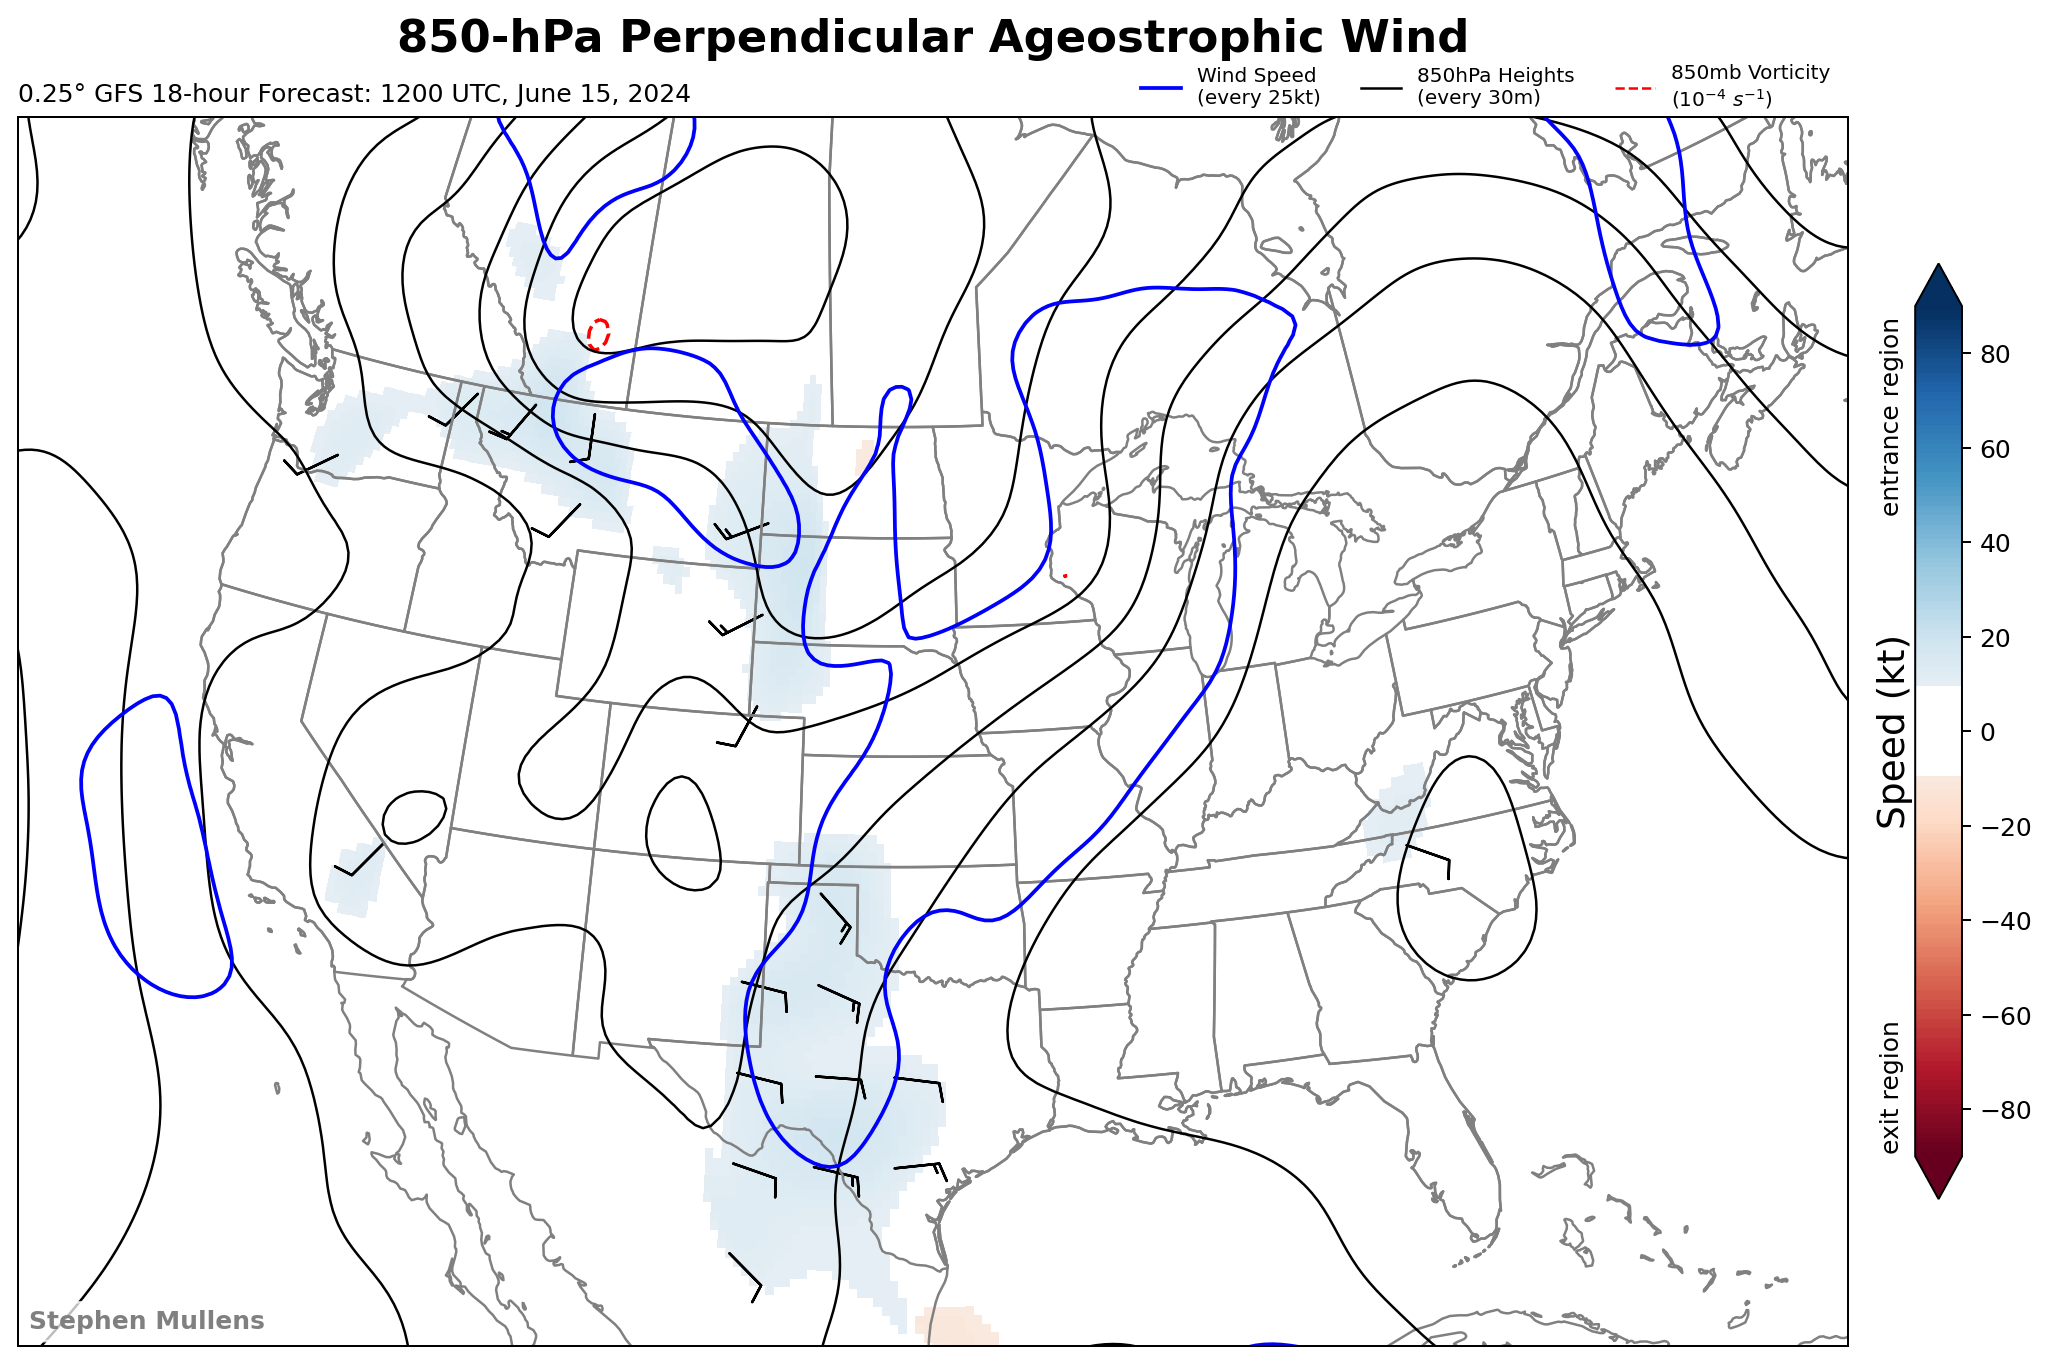 850-hPa Perpendicular Ageostrophic Wind
0.25° GFS 18-hour Forecast: 1200 UTC, June 15, 2024
Wind Speed
(every 25kt)
850hPa Heights
(every 30m)
850mb Vorticity
(10⁻⁴ s⁻¹)
entrance region
Speed (kt)
exit region
80
60
40
20
0
−20
−40
−60
−80
Stephen Mullens